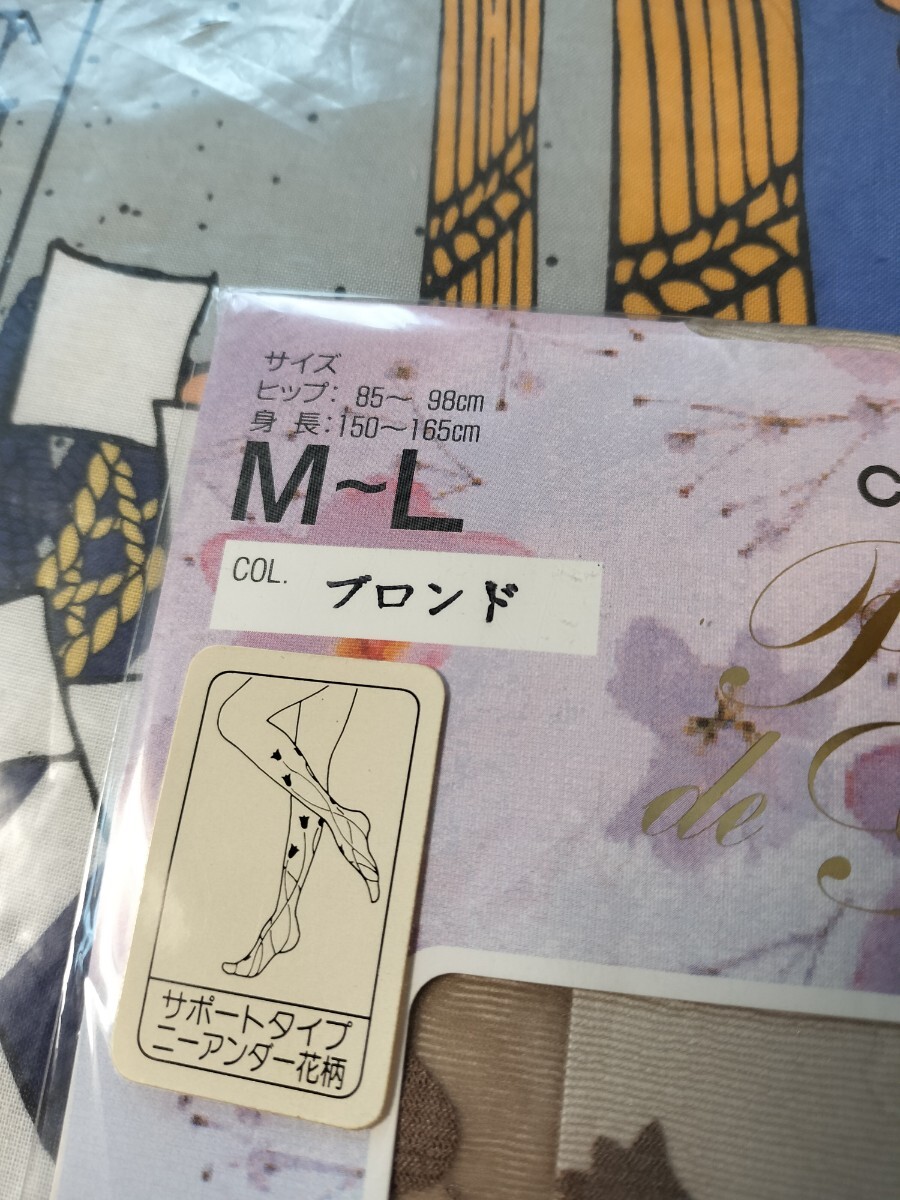 サイズ
ヒップ: 85～ 98cm
身 長:150～165cm
M~L
COL. ブロンド
de
サポートタイプ
ニーアンダー花柄